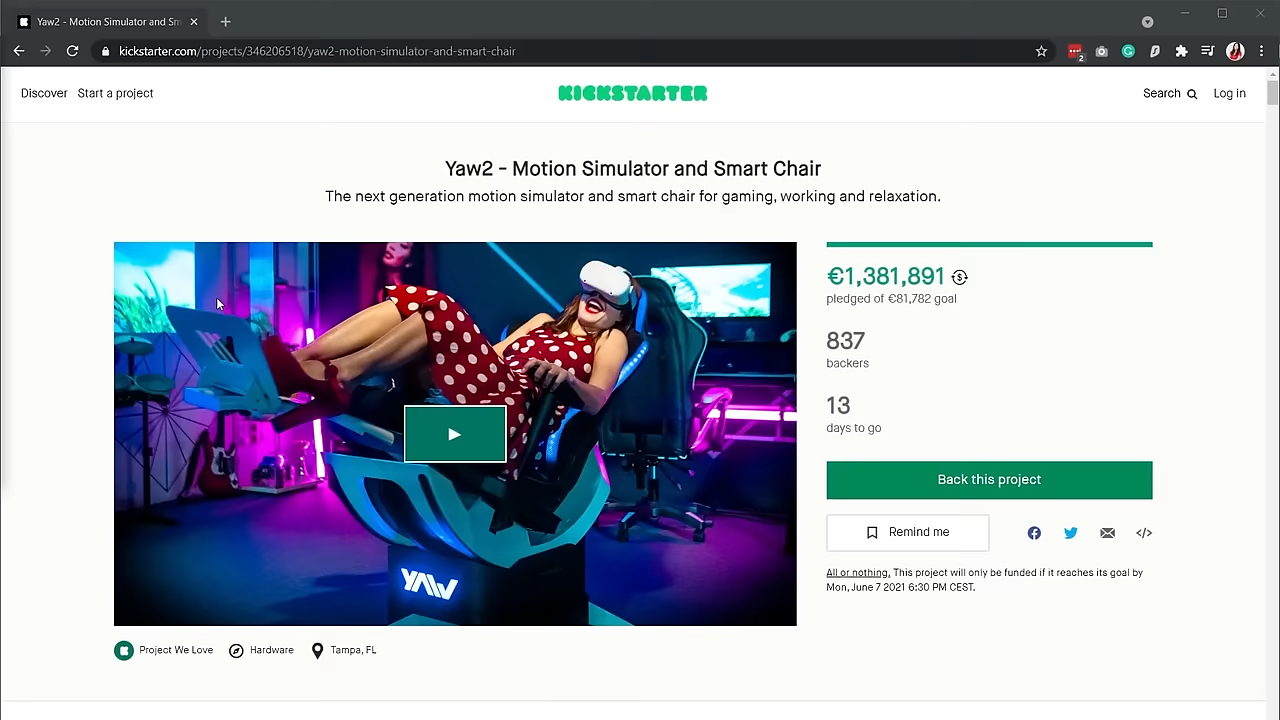 Yaw2 - Motion Simulator and Sm
kickstarter.com/projects/346206518/yaw2-motion-simulator-and-smart-chair
2
Discover Start a project
KICKSTARTER
Search Log in
Yaw2 - Motion Simulator and Smart Chair
The next generation motion simulator and smart chair for gaming, working and relaxation.
€1,381,891
pledged of €81,782 goal
837
backers
13
days to go
Back this project
Remind me
All or nothing. This project will only be funded if it reaches its goal by
Mon, June 7 2021 6:30 PM CEST.
YAW
Project We Love Hardware Tampa, FL